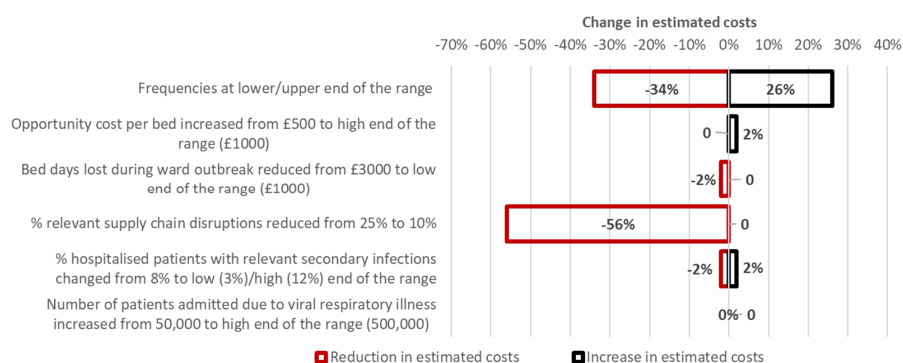 Change in estimated costs
-70% -60% -50% -40% -30% -20% -10% 0% 10% 20% 30% 40%
Frequencies at lower/upper end of the range
-34% 26%
Opportunity cost per bed increased from £500 to high end of the
range (£1000)
0 2%
Bed days lost during ward outbreak reduced from £3000 to low
end of the range (£1000)
-2% 0
% relevant supply chain disruptions reduced from 25% to 10%
-56% 0
% hospitalised patients with relevant secondary infections
changed from 8% to low (3%)/high (12%) end of the range
-2% 2%
Number of patients admitted due to viral respiratory illness
increased from 50,000 to high end of the range (500,000)
0% 0
Reduction in estimated costs Increase in estimated costs